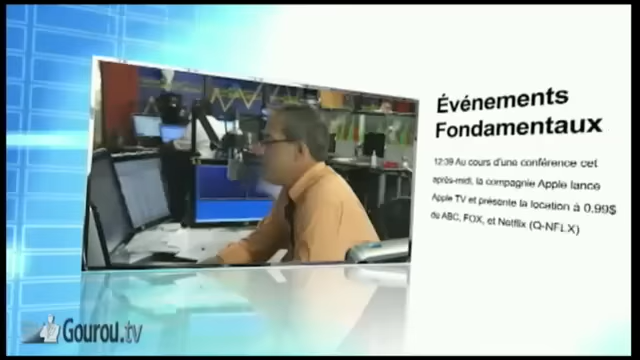 Événements
Fondamentaux
12:39 Au cours d'une conférence cet
après-midi, la compagnie Apple lance
Apple TV et présente la location à 0,99$
de ABC, FOX, et Netflix (Q-NFLX)
Gourou.tv